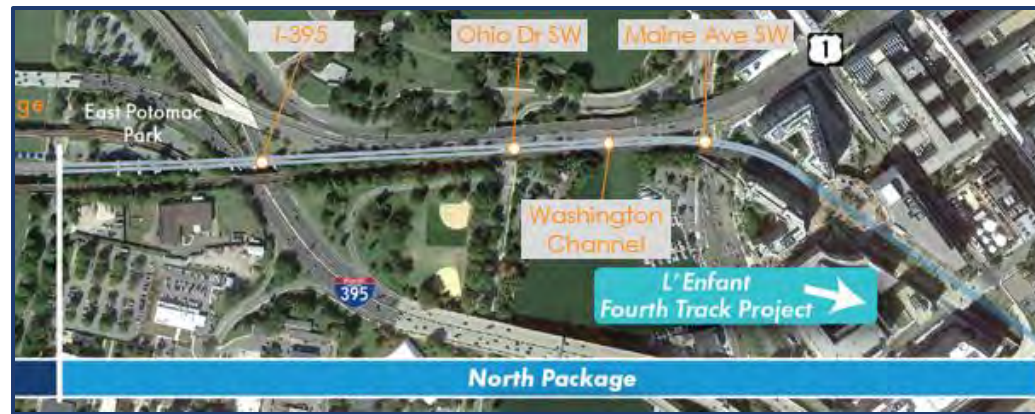 I-395
Ohio Dr SW
Maine Ave SW
1
ge
East Potomac
Park
Washington
Channel
395
L'Enfant
Fourth Track Project
North Package